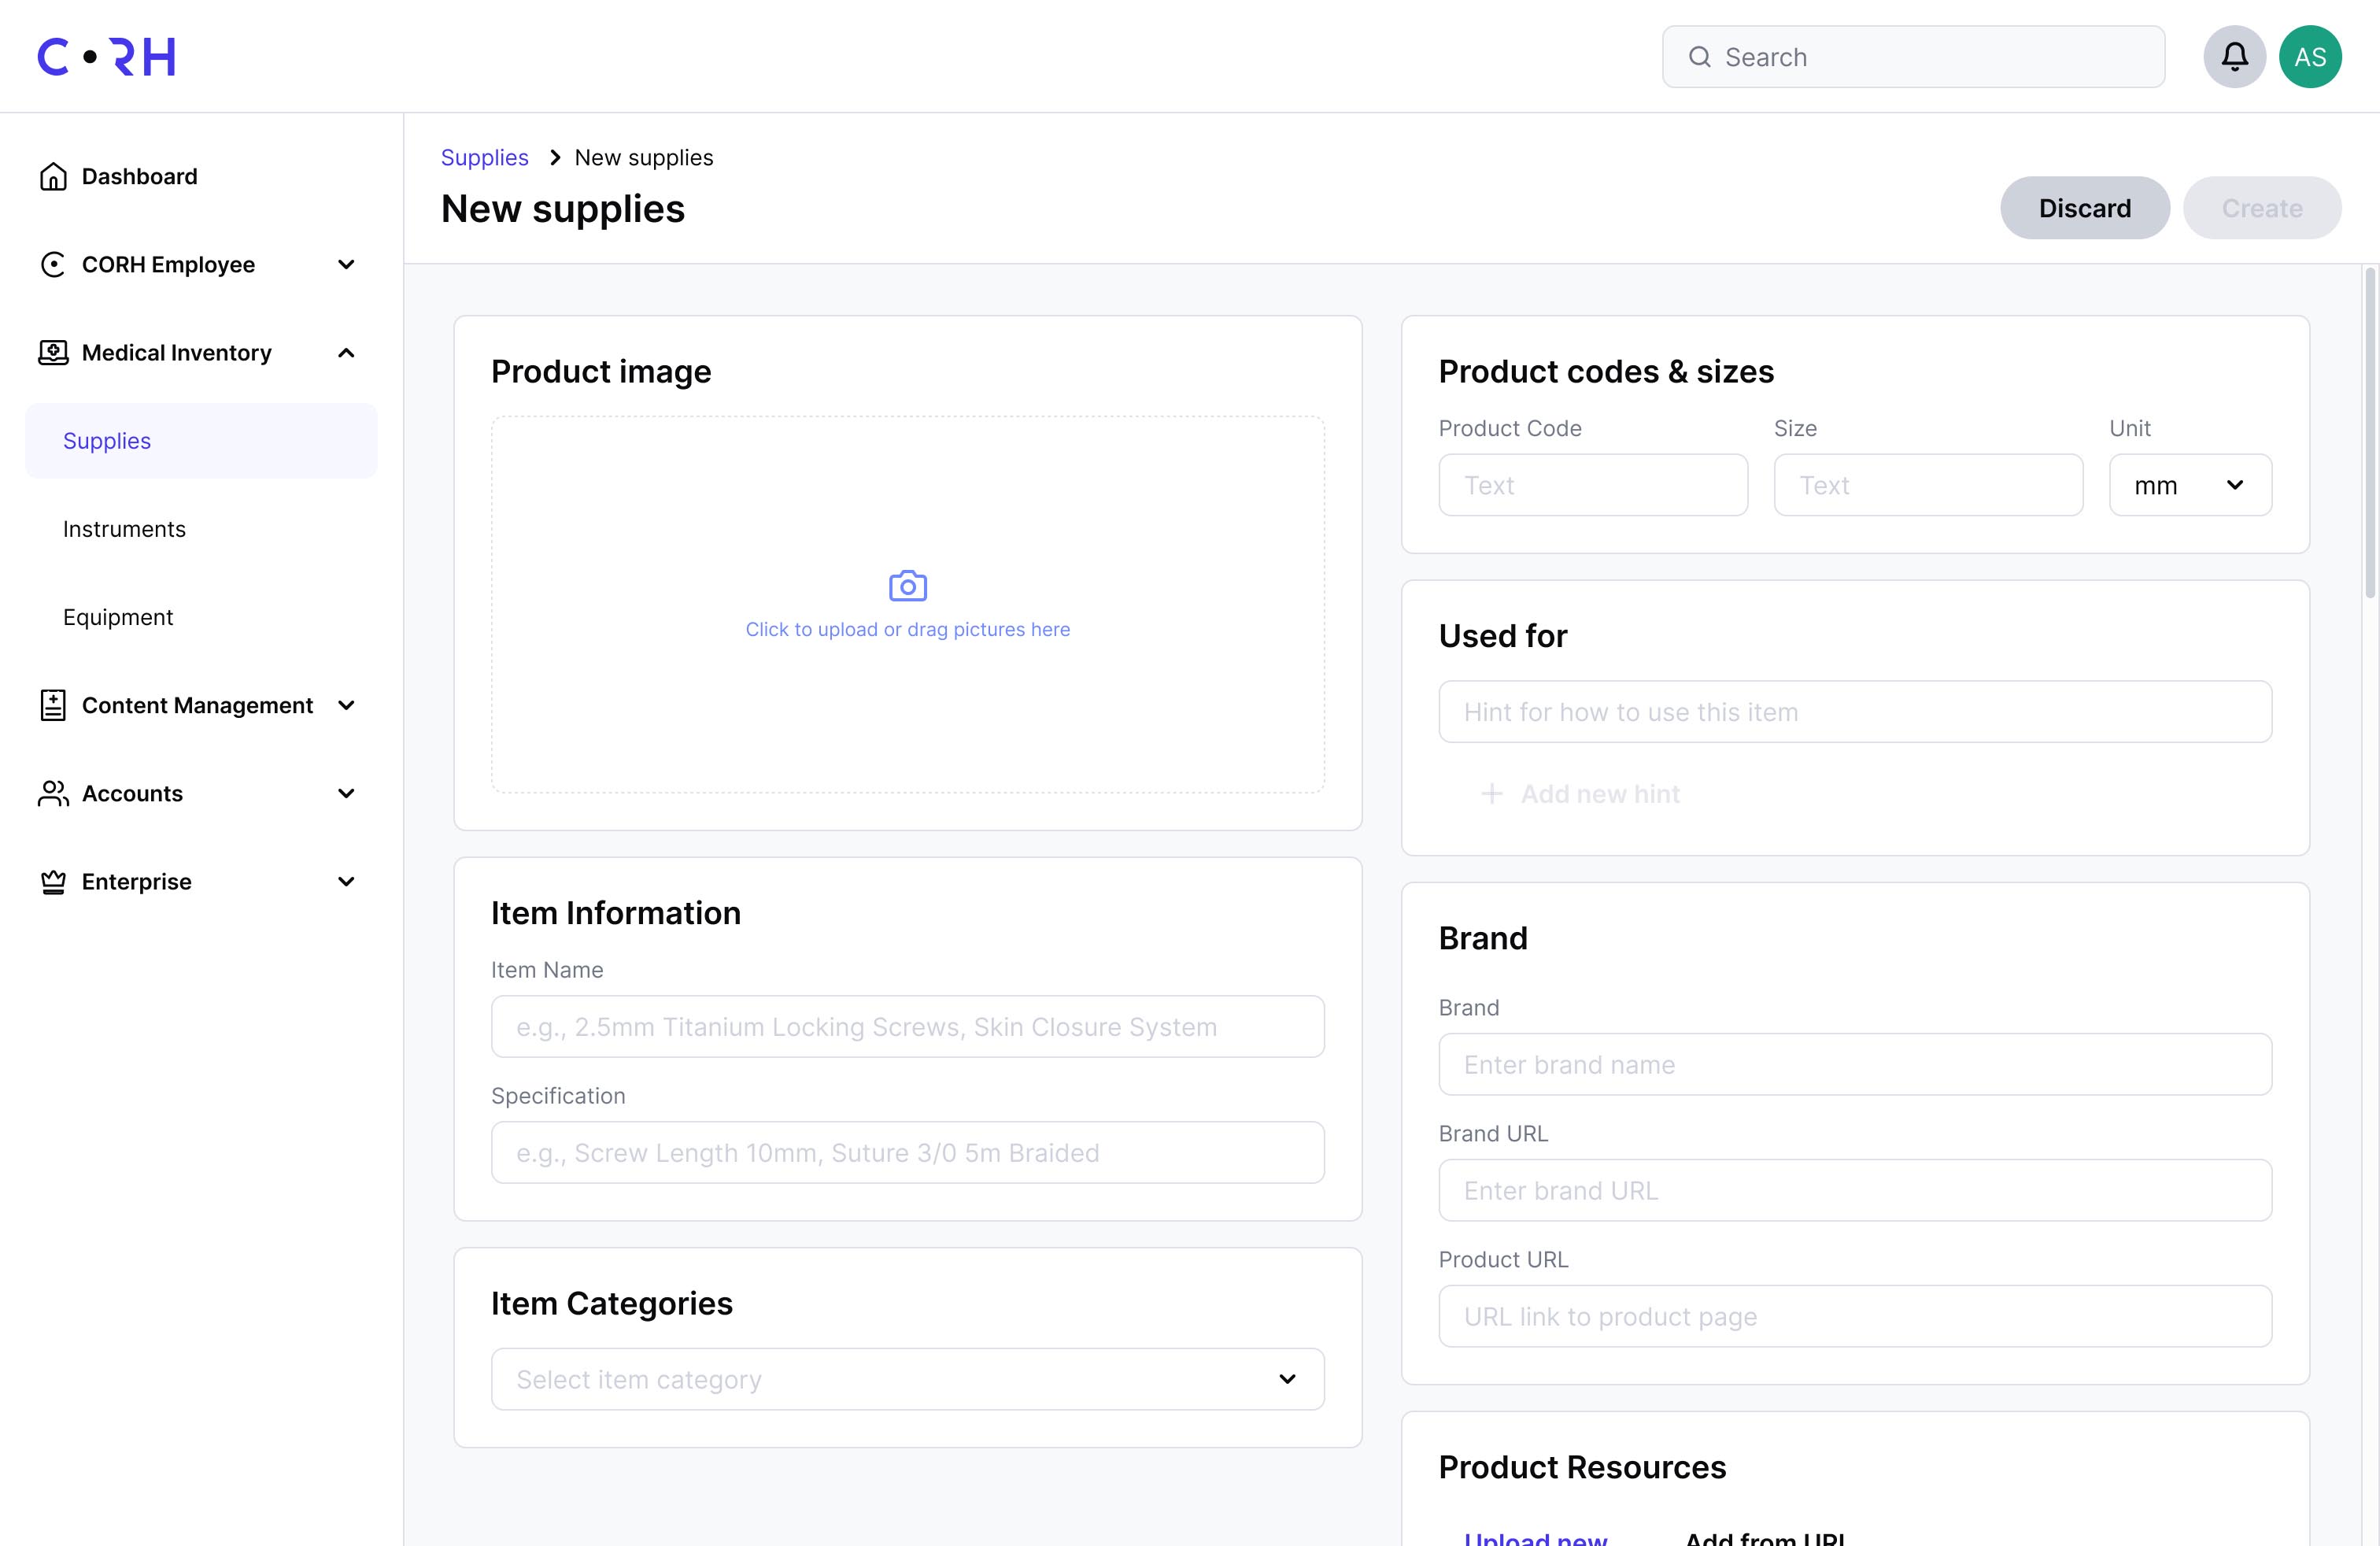 C•RH
Search
AS
Dashboard
CORH Employee
Medical Inventory
Supplies
Instruments
Equipment
Content Management
Accounts
Enterprise
Supplies > New supplies
New supplies
Discard
Create
Product image
Click to upload or drag pictures here
Item Information
Item Name
e.g., 2.5mm Titanium Locking Screws, Skin Closure System
Specification
e.g., Screw Length 10mm, Suture 3/0 5m Braided
Item Categories
Select item category
Product codes & sizes
Product Code Size Unit
Text Text mm
Used for
Hint for how to use this item
+ Add new hint
Brand
Brand
Enter brand name
Brand URL
Enter brand URL
Product URL
URL link to product page
Product Resources
Upload new Add from URL